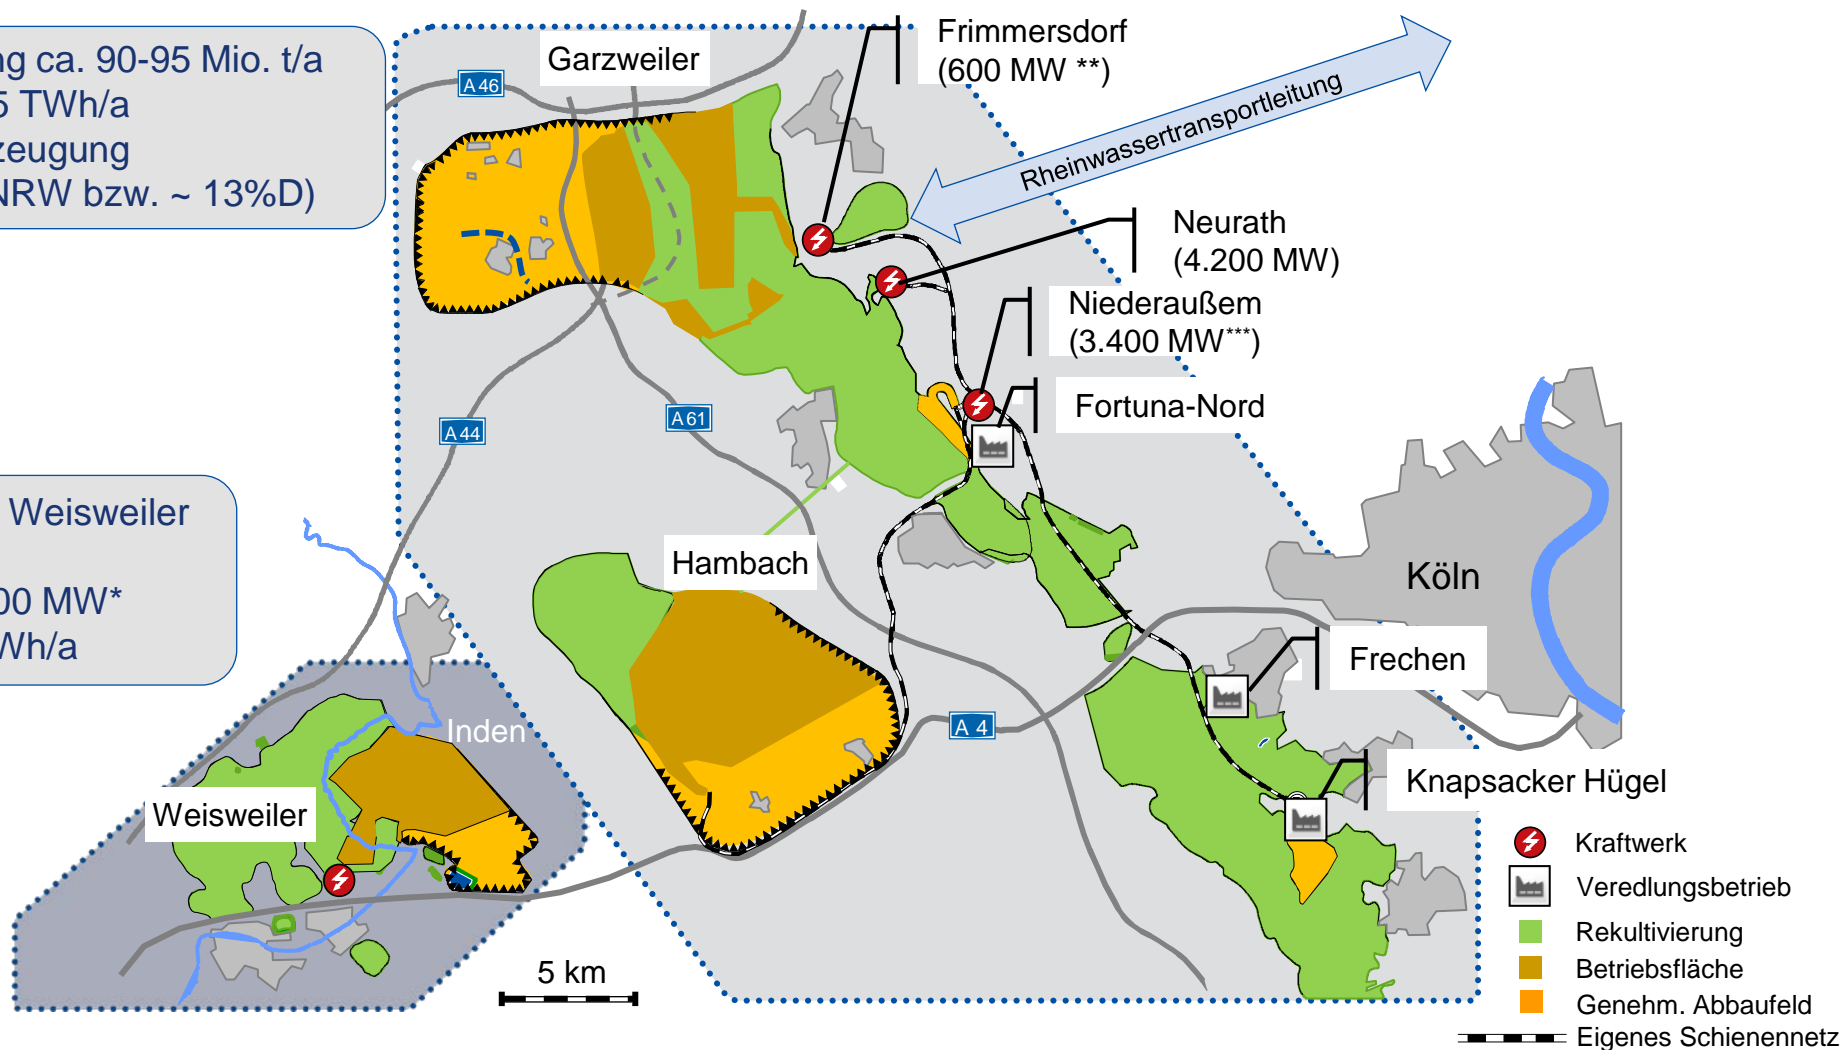 ng ca. 90-95 Mio. t/a
5 TWh/a
zeugung
NRW bzw. ~ 13%D)
Garzweiler
A 46
Frimmersdorf
(600 MW **)
Rheinwassertransportleitung
Neurath
(4.200 MW)
Niederaußem
(3.400 MW***)
Fortuna-Nord
A 44
A 61
Weisweiler
00 MW*
Wh/a
Hambach
Köln
Frechen
A 4
Inden
Weisweiler
Knapsacker Hügel
5 km
Kraftwerk
Veredlungsbetrieb
Rekultivierung
Betriebsfläche
Genehm. Abbaufeld
Eigenes Schienennetz